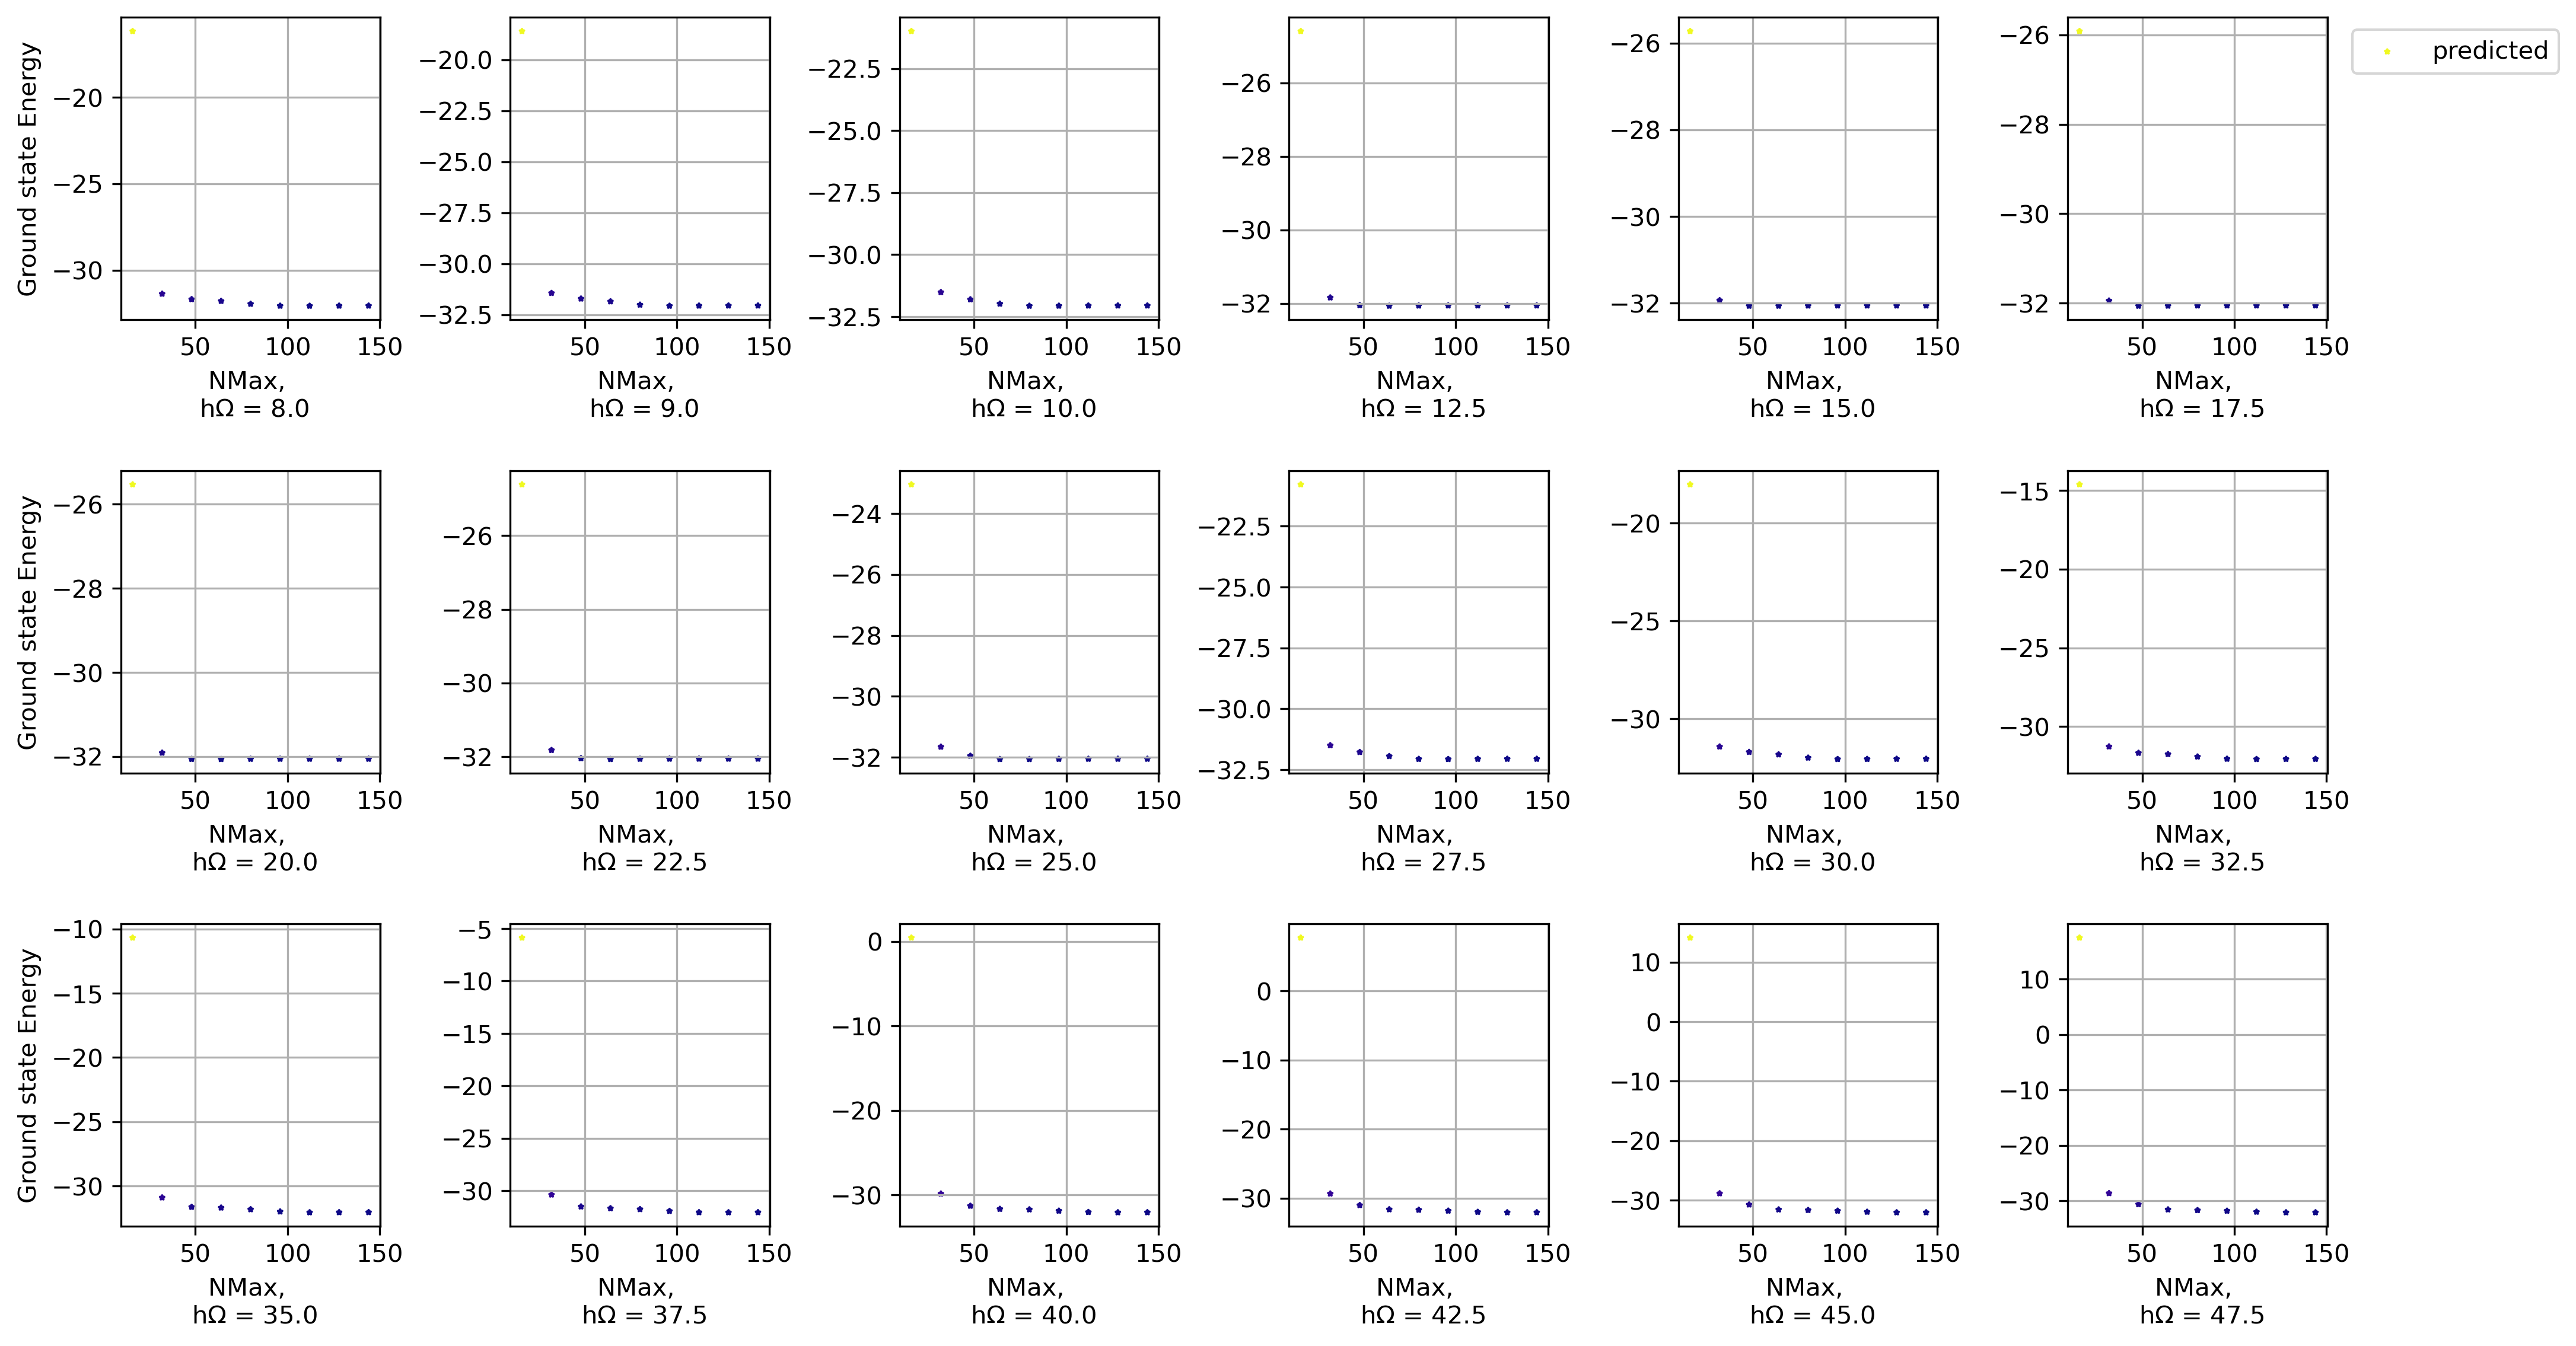 Ground state Energy
−20
−25
−30
50 100 150
NMax,
hΩ = 8.0
−20.0
−22.5
−25.0
−27.5
−30.0
−32.5
50 100 150
NMax,
hΩ = 9.0
−22.5
−25.0
−27.5
−30.0
−32.5
50 100 150
NMax,
hΩ = 10.0
−26
−28
−30
−32
50 100 150
NMax,
hΩ = 12.5
−26
−28
−30
−32
50 100 150
NMax,
hΩ = 15.0
−26
−28
−30
−32
50 100 150
NMax,
hΩ = 17.5
predicted
Ground state Energy
−26
−28
−30
−32
50 100 150
NMax,
hΩ = 20.0
−26
−28
−30
−32
50 100 150
NMax,
hΩ = 22.5
−24
−26
−28
−30
−32
50 100 150
NMax,
hΩ = 25.0
−22.5
−25.0
−27.5
−30.0
−32.5
50 100 150
NMax,
hΩ = 27.5
−20
−25
−30
50 100 150
NMax,
hΩ = 30.0
−15
−20
−25
−30
50 100 150
NMax,
hΩ = 32.5
Ground state Energy
−10
−15
−20
−25
−30
50 100 150
NMax,
hΩ = 35.0
−5
−10
−15
−20
−25
−30
50 100 150
NMax,
hΩ = 37.5
0
−10
−20
−30
50 100 150
NMax,
hΩ = 40.0
0
−10
−20
−30
50 100 150
NMax,
hΩ = 42.5
10
0
−10
−20
−30
50 100 150
NMax,
hΩ = 45.0
10
0
−10
−20
−30
50 100 150
NMax,
hΩ = 47.5